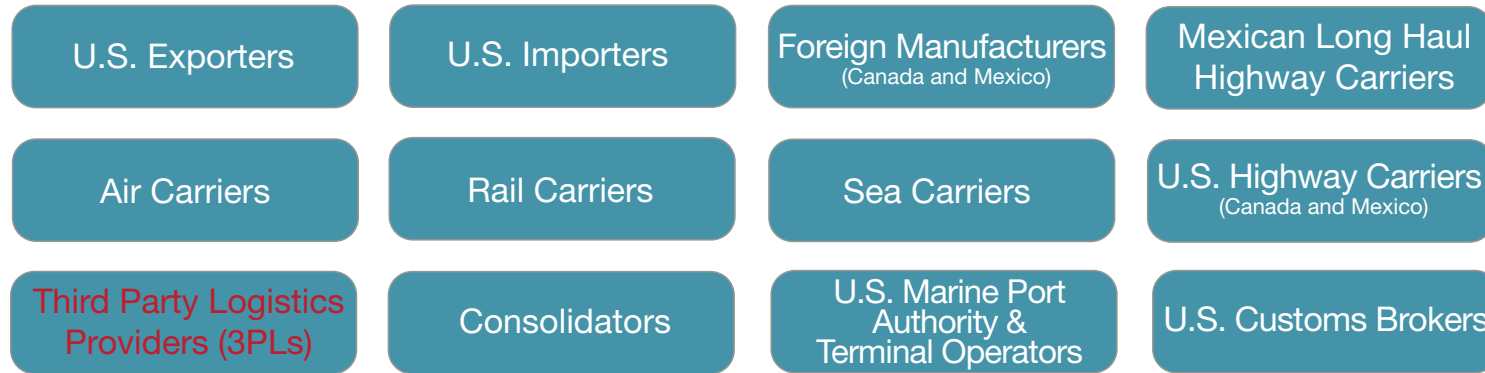 U.S. Exporters
U.S. Importers
Foreign Manufacturers
(Canada and Mexico)
Mexican Long Haul
Highway Carriers
Air Carriers
Rail Carriers
Sea Carriers
U.S. Highway Carriers
(Canada and Mexico)
Third Party Logistics
Providers (3PLs)
Consolidators
U.S. Marine Port
Authority &
Terminal Operators
U.S. Customs Brokers